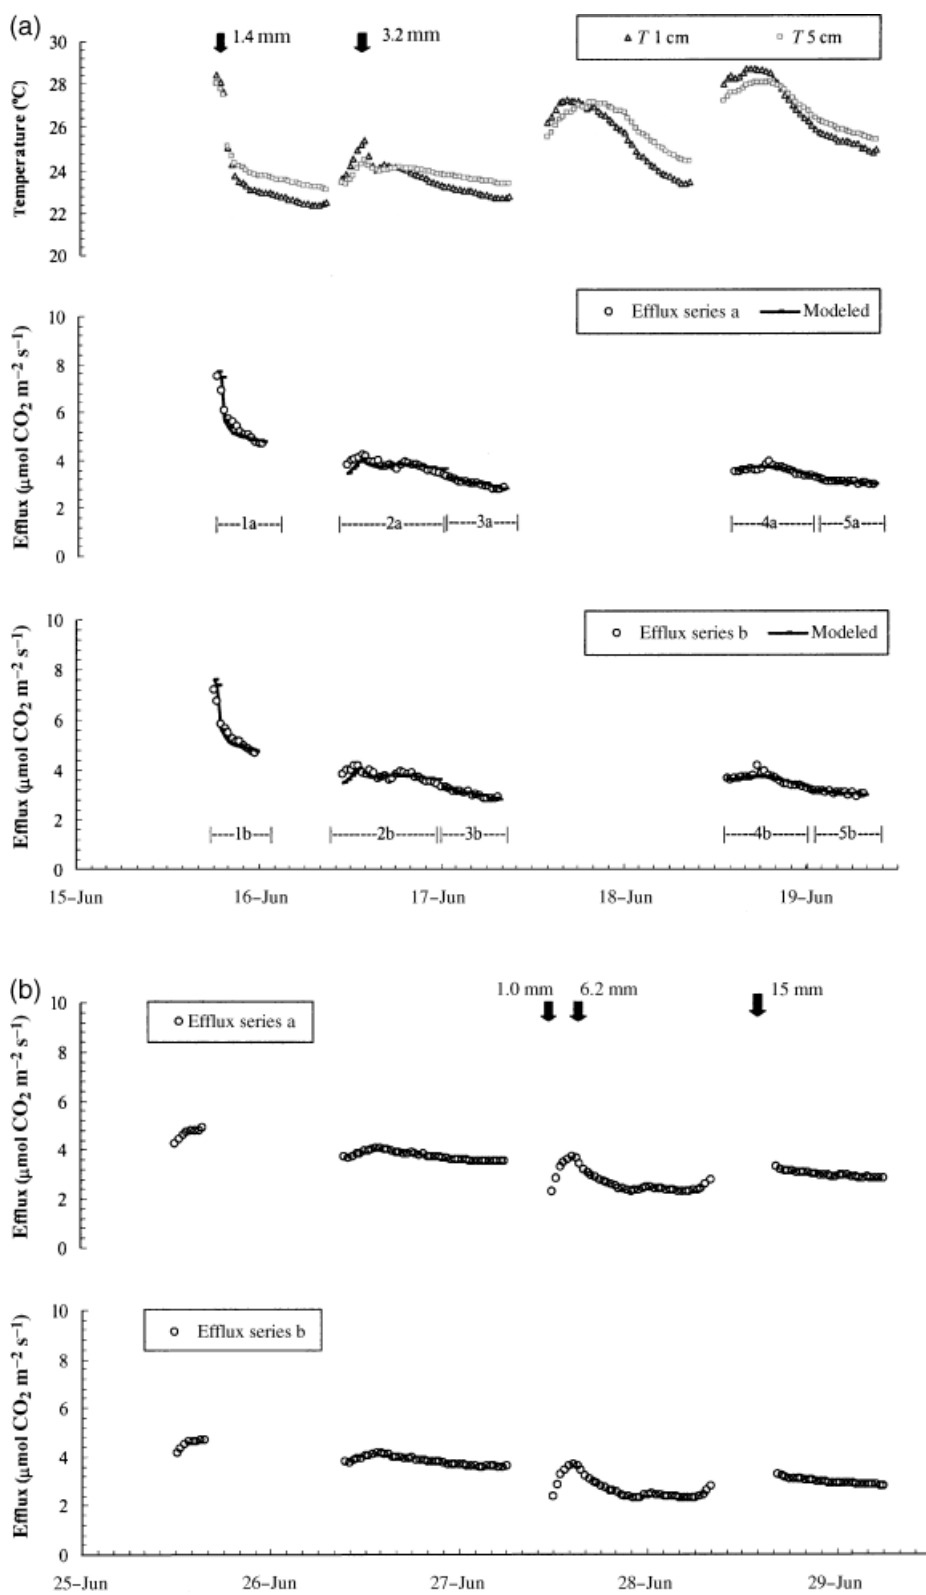 (a)
1.4 mm
3.2 mm
T 1 cm
T 5 cm
Temperature (°C)
30
28
26
24
22
20
Efflux series a
Modeled
Efflux (μmol CO₂ m⁻² s⁻¹)
10
8
6
4
2
0
1a
2a
3a
4a
5a
Efflux series b
Modeled
Efflux (μmol CO₂ m⁻² s⁻¹)
10
8
6
4
2
0
1b
2b
3b
4b
5b
15–Jun
16–Jun
17–Jun
18–Jun
19–Jun
(b)
1.0 mm
6.2 mm
15 mm
Efflux series a
Efflux (μmol CO₂ m⁻² s⁻¹)
10
8
6
4
2
0
Efflux series b
Efflux (μmol CO₂ m⁻² s⁻¹)
10
8
6
4
2
0
25–Jun
26–Jun
27–Jun
28–Jun
29–Jun